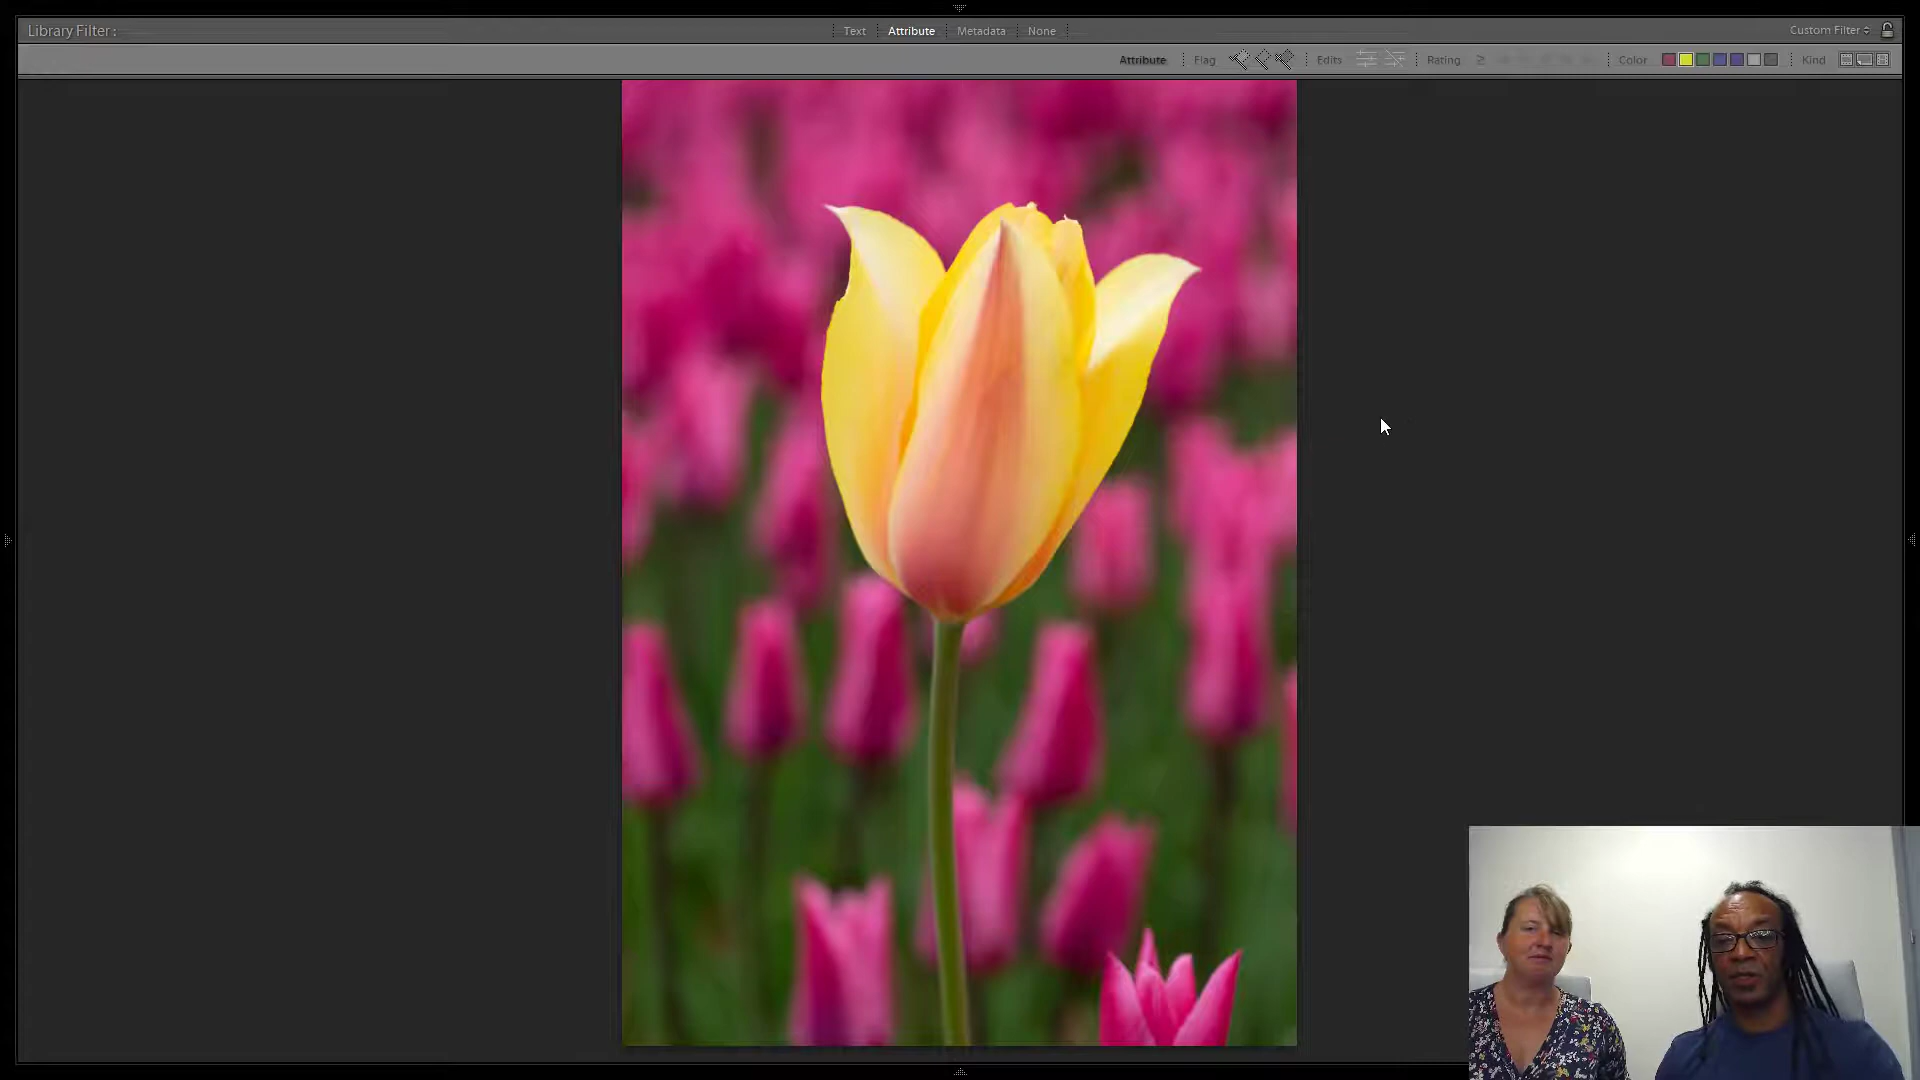 Library Filter :
Text
Attribute
Metadata
None
Custom Filter
Attribute
Flag
Edits
Rating
Color
Kind